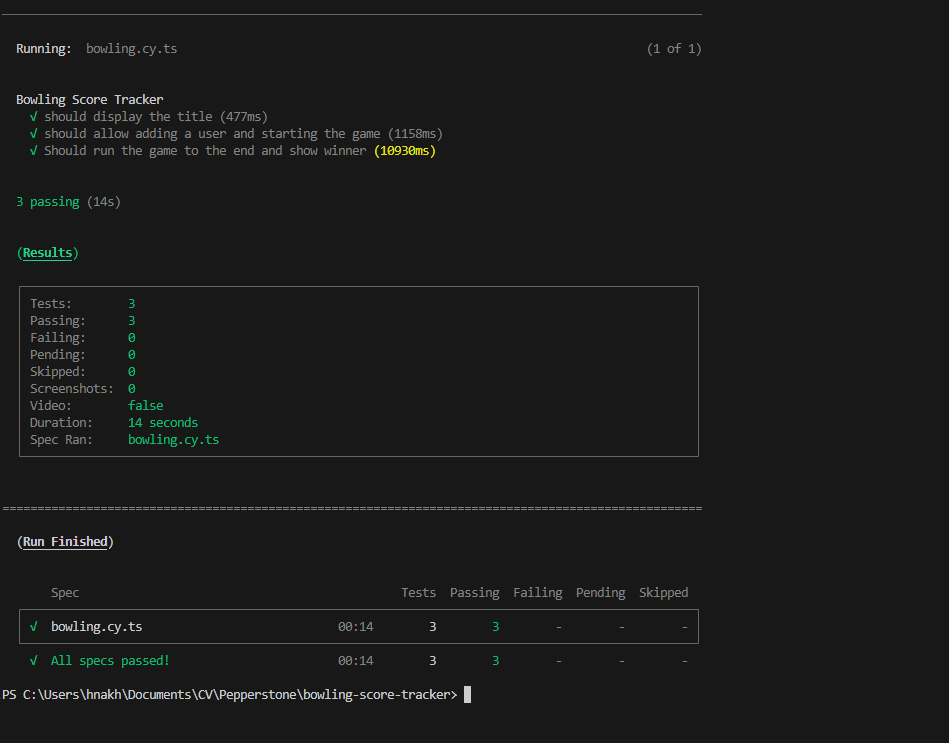 Running: bowling.cy.ts (1 of 1)
Bowling Score Tracker
√ should display the title (477ms)
√ should allow adding a user and starting the game (1158ms)
√ Should run the game to the end and show winner (10930ms)
3 passing (14s)
(Results)
Tests: 3
Passing: 3
Failing: 0
Pending: 0
Skipped: 0
Screenshots: 0
Video: false
Duration: 14 seconds
Spec Ran: bowling.cy.ts
====================================================================================================
(Run Finished)
Spec Tests Passing Failing Pending Skipped
√ bowling.cy.ts 00:14 3 3 - - -
√ All specs passed! 00:14 3 3 - - -
PS C:\Users\hnakh\Documents\CV\Pepperstone\bowling-score-tracker>